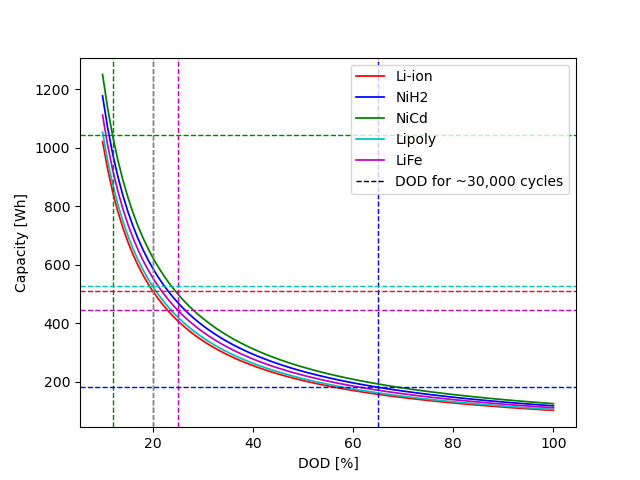 1200
1000
800
600
400
200
Capacity [Wh]
Li-ion
NiH2
NiCd
Lipoly
LiFe
DOD for ~30,000 cycles
20
40
60
80
100
DOD [%]